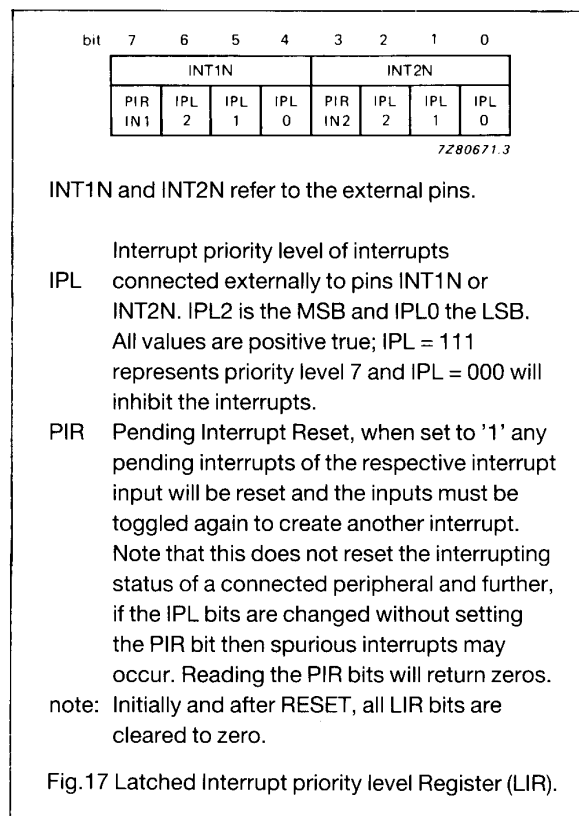 bit 7 6 5 4 3 2 1 0
INT1N INT2N
PIR IPL IPL IPL PIR IPL IPL IPL
IN1 2 1 0 IN2 2 1 0
7Z80671.3
INT1N and INT2N refer to the external pins.
Interrupt priority level of interrupts
IPL connected externally to pins INT1N or
INT2N. IPL2 is the MSB and IPL0 the LSB.
All values are positive true; IPL = 111
represents priority level 7 and IPL = 000 will
inhibit the interrupts.
PIR Pending Interrupt Reset, when set to '1' any
pending interrupts of the respective interrupt
input will be reset and the inputs must be
toggled again to create another interrupt.
Note that this does not reset the interrupting
status of a connected peripheral and further,
if the IPL bits are changed without setting
the PIR bit then spurious interrupts may
occur. Reading the PIR bits will return zeros.
note: Initially and after RESET, all LIR bits are
cleared to zero.
Fig.17 Latched Interrupt priority level Register (LIR).